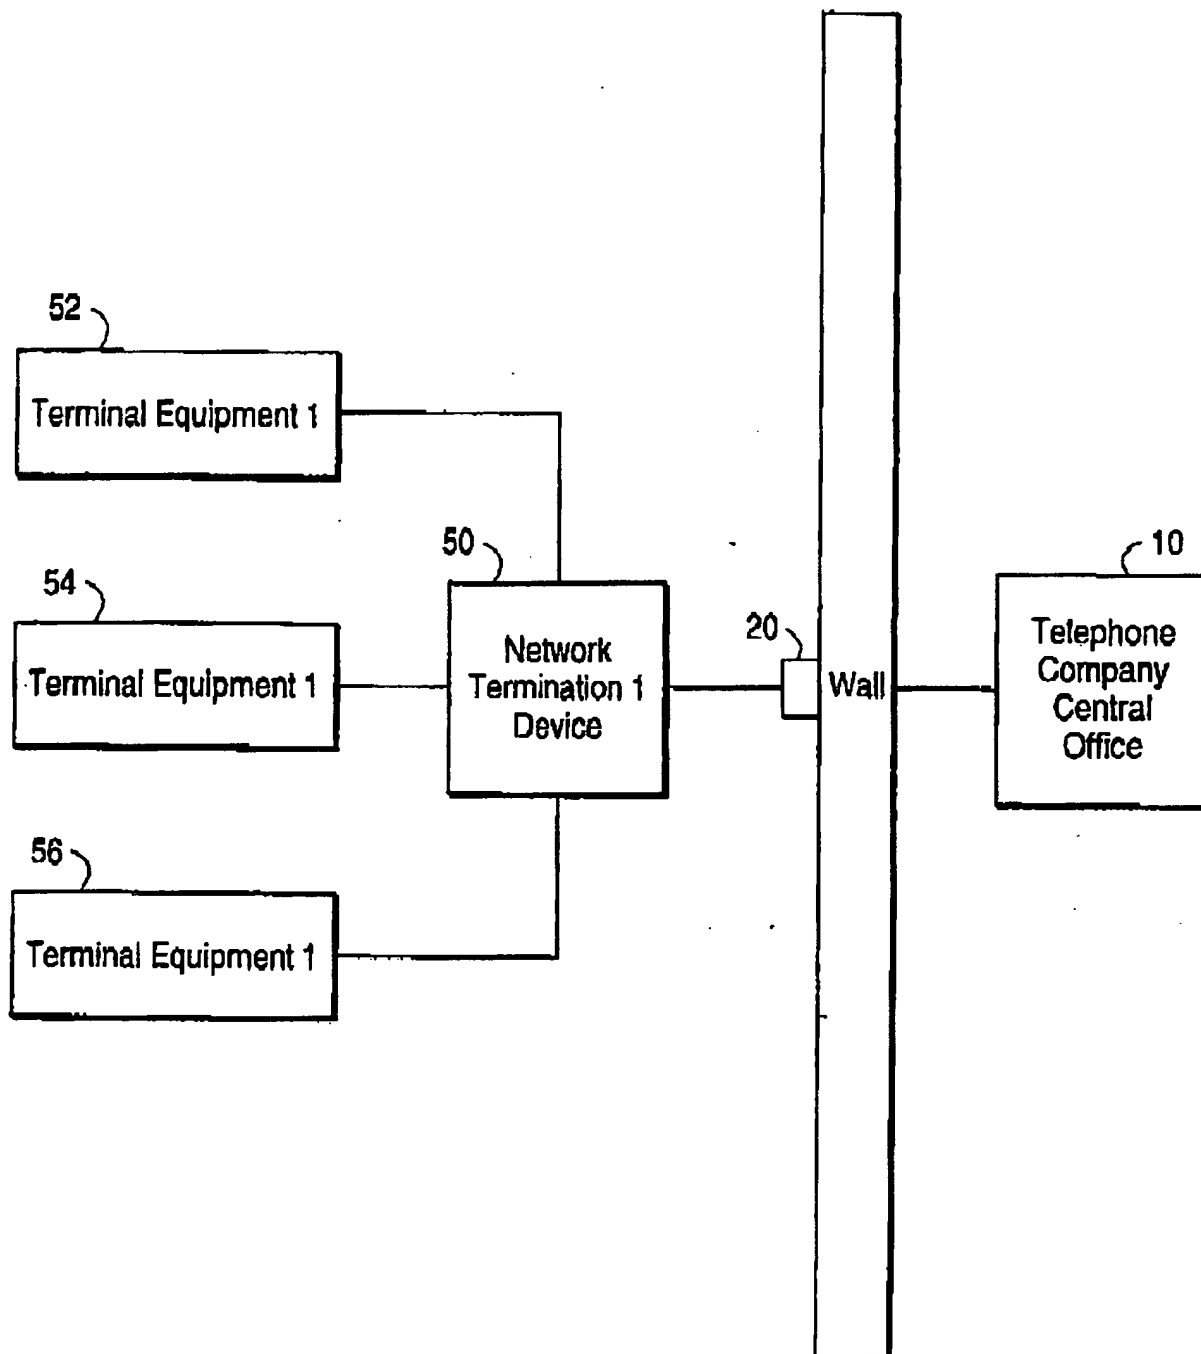 52
Terminal Equipment 1
50
10
54
20
Terminal Equipment 1
Network
Termination 1
Device
Wall
Telephone
Company
Central
Office
56
Terminal Equipment 1